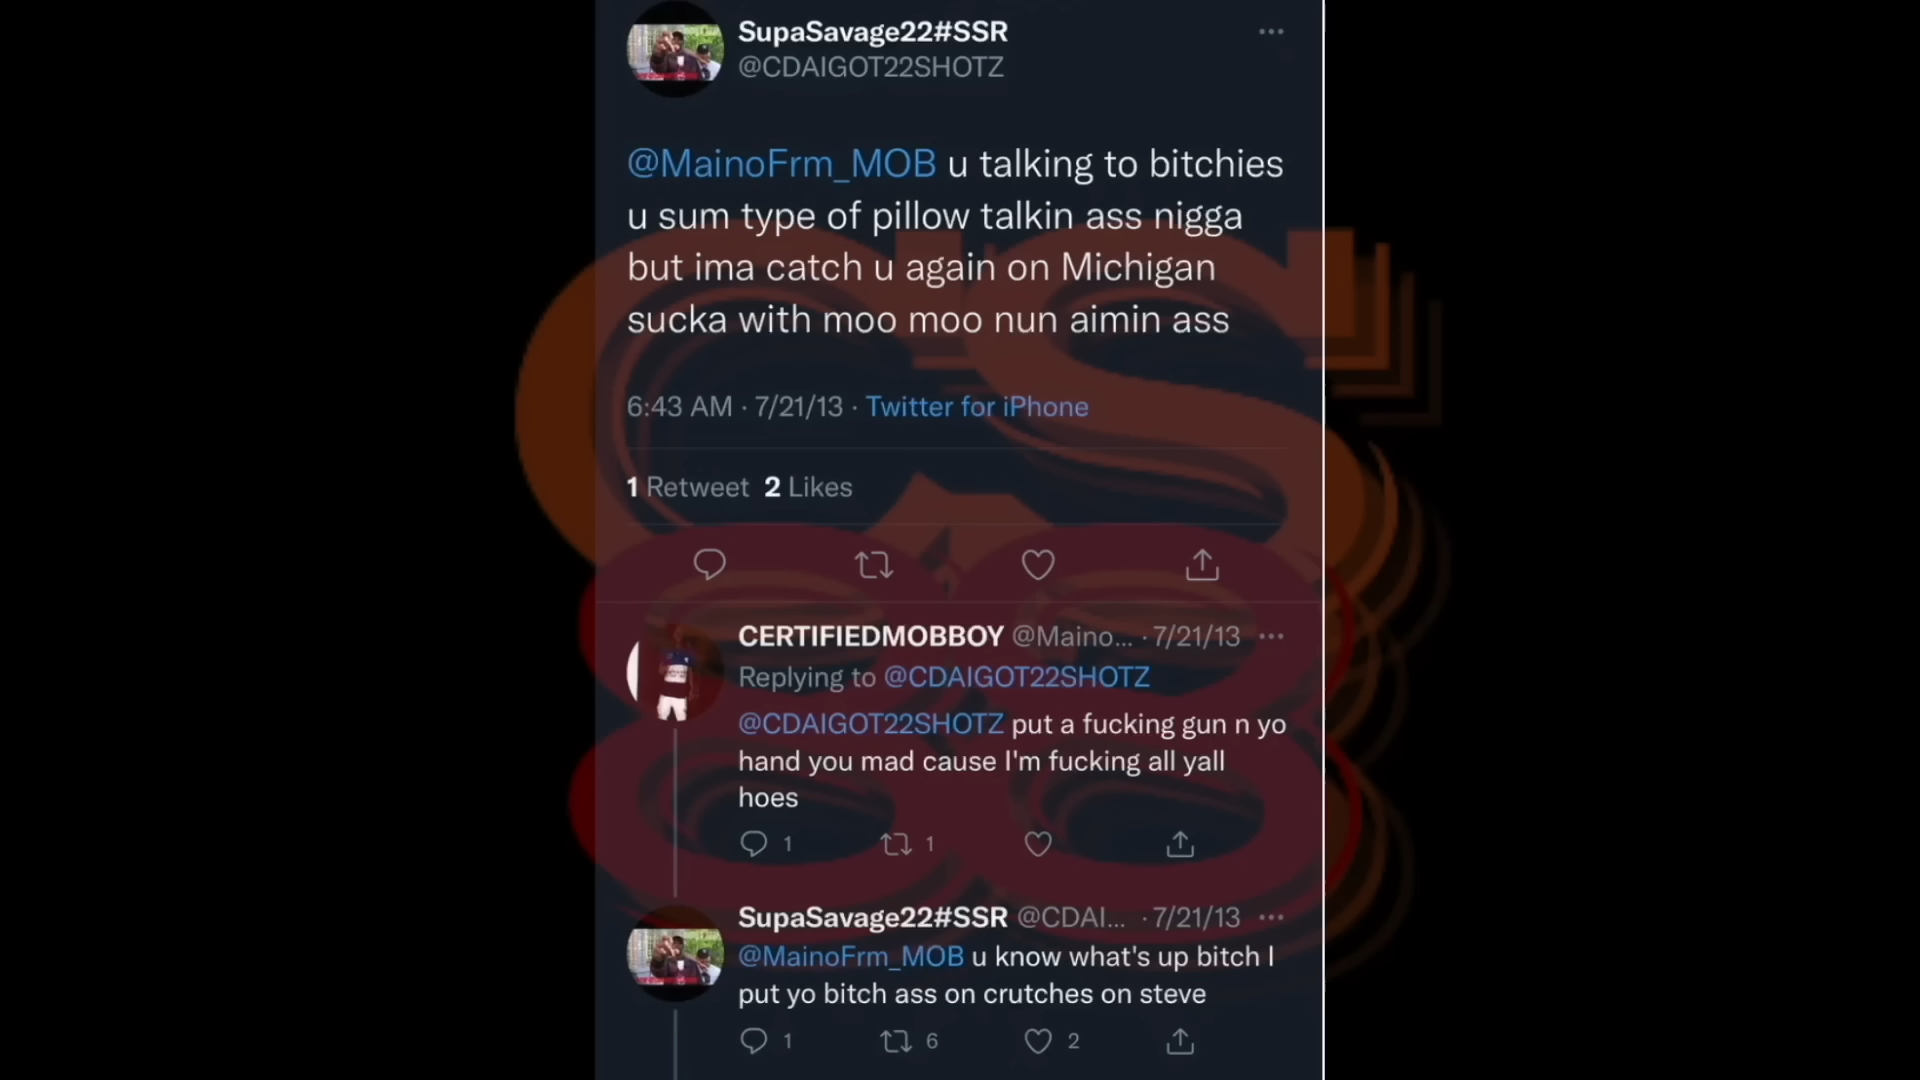 SupaSavage22#SSR
@CDAIGOT22SHOTZ
@MainoFrm_MOB u talking to bitchies
u sum type of pillow talkin ass nigga
but ima catch u again on Michigan
sucka with moo moo nun aimin ass
6:43 AM · 7/21/13 · Twitter for iPhone
1 Retweet 2 Likes
CERTIFIEDMOBBOY @Maino... · 7/21/13
Replying to @CDAIGOT22SHOTZ
@CDAIGOT22SHOTZ put a fucking gun n yo
hand you mad cause I'm fucking all yall
hoes
1 1
SupaSavage22#SSR @CDAI... · 7/21/13
@MainoFrm_MOB u know what's up bitch I
put yo bitch ass on crutches on steve
1 6 2